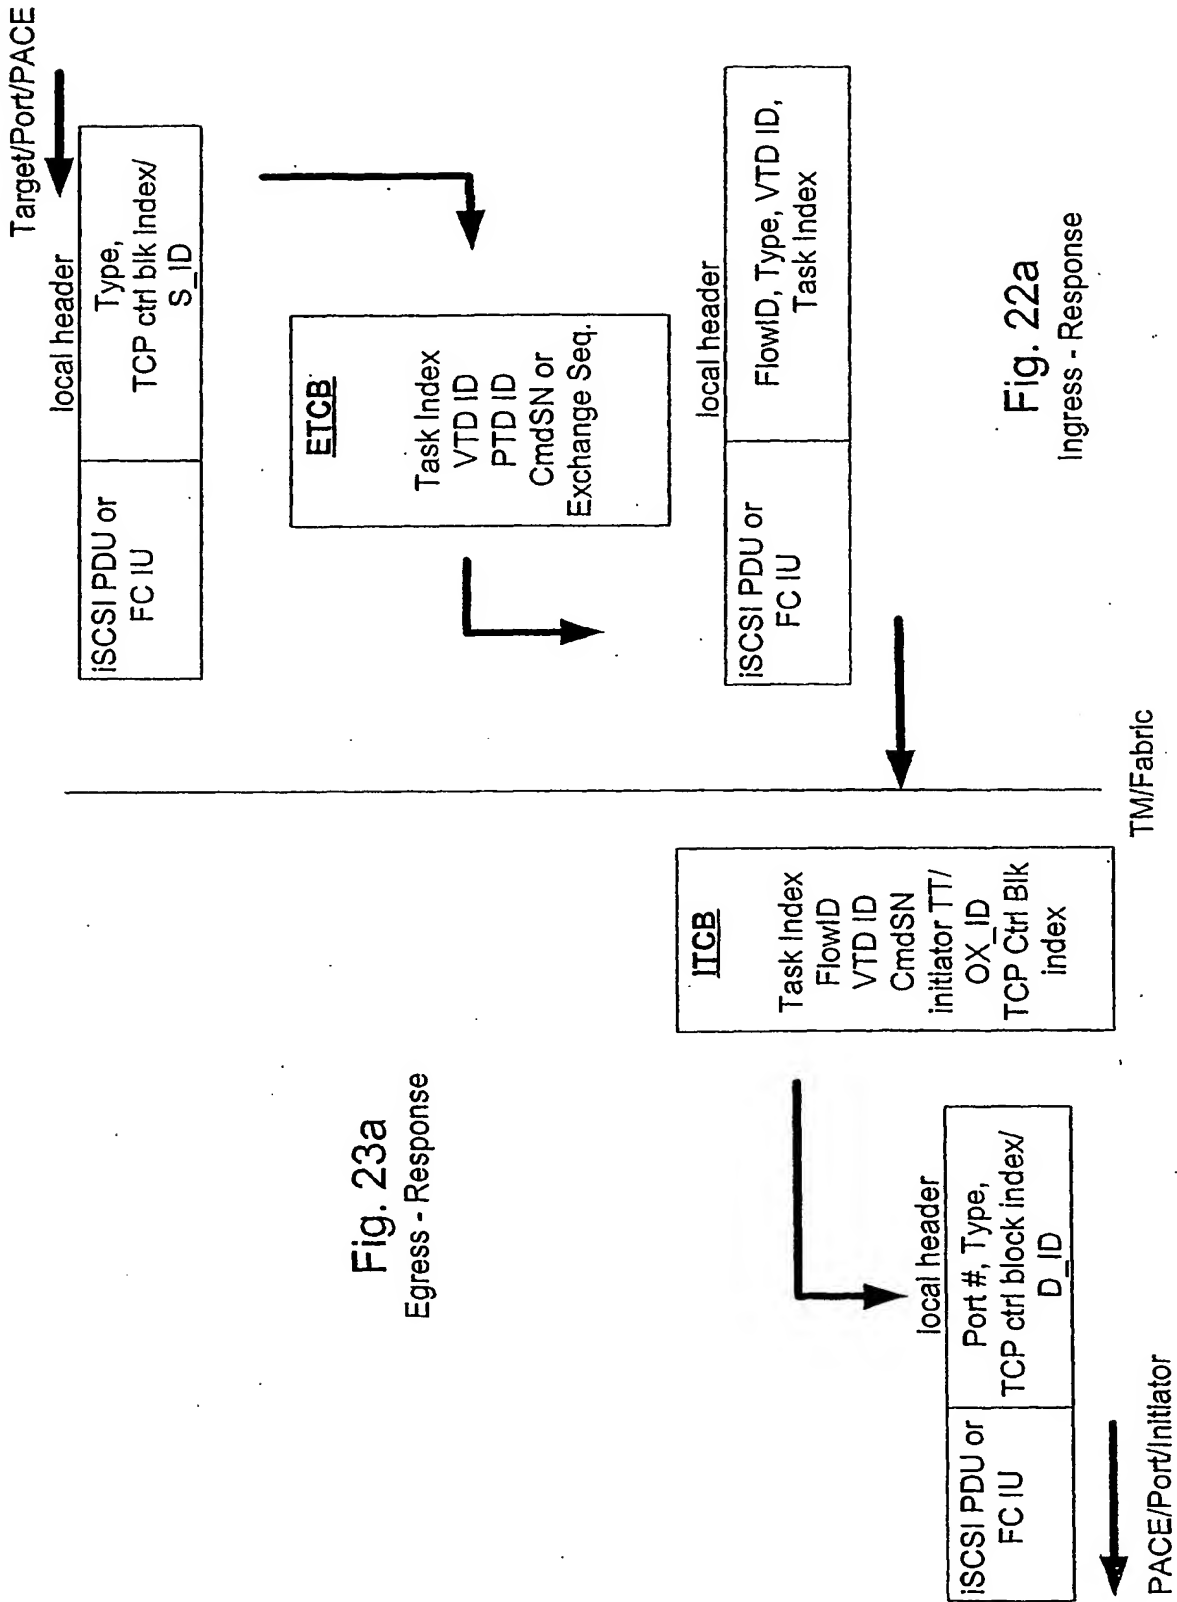 Target/Port/PACE
local header
iSCSI PDU or
FC IU
Type,
TCP ctrl blk Index/
S_ID
ETCB
Task Index
VTD ID
PTD ID
CmdSN or
Exchange Seq.
local header
iSCSI PDU or
FC IU
FlowID, Type, VTD ID,
Task Index
Fig. 22a
Ingress - Response
TM/Fabric
Fig. 23a
Egress - Response
ITCB
Task Index
FlowID
VTD ID
CmdSN
initiator TT/
OX_ID
TCP Ctrl Blk
index
local header
iSCSI PDU or
FC IU
Port #, Type,
TCP ctrl block index/
D_ID
PACE/Port/Initiator